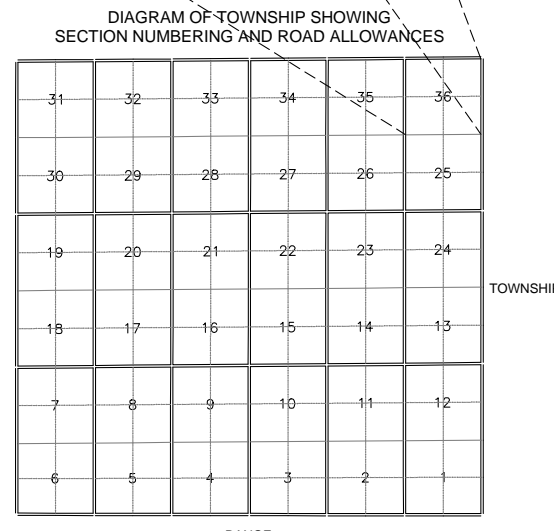 DIAGRAM OF TOWNSHIP SHOWING
SECTION NUMBERING AND ROAD ALLOWANCES
31 32 33 34 35 36
30 29 28 27 26 25
19 20 21 22 23 24
TOWNSHI
18 17 16 15 14 13
7 8 9 10 11 12
6 5 4 3 2 1